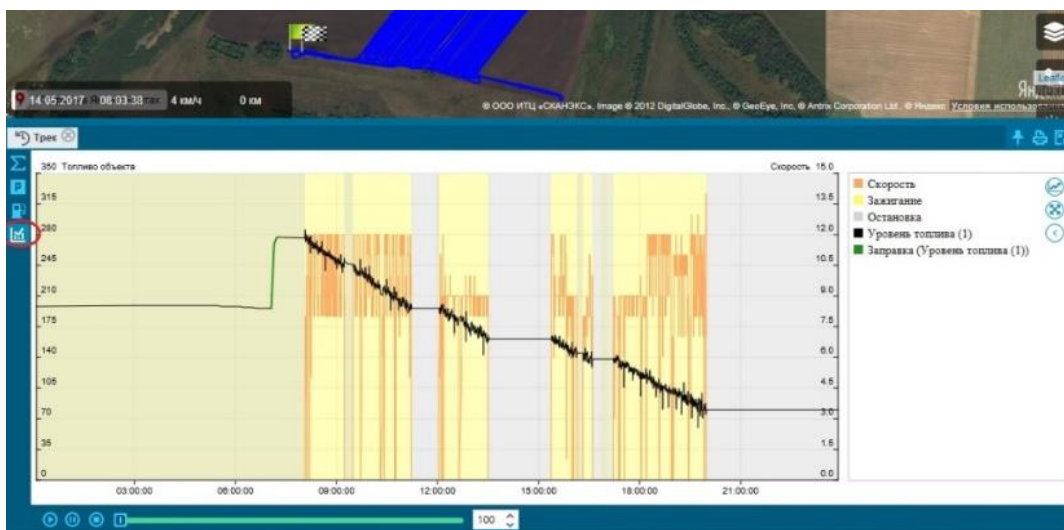 14.05.2017 08:03:38 4 км/ч 0 км
© ООО ИТЦ «СКАНЭКС», Image © 2012 DigitalGlobe, Inc., © GeoEye, Inc, © Antrix Corporation Ltd., © Яндекс Условия использов
Трек
350 Топливо объекта
Скорость 15.0
315
13.5
280
12.0
245
10.5
210
9.0
175
7.5
140
6.0
105
4.5
70
3.0
35
1.5
0
0.0
03:00:00 06:00:00 09:00:00 12:00:00 15:00:00 18:00:00 21:00:00
Скорость
Зажигание
Остановка
Уровень топлива (1)
Заправка (Уровень топлива (1))
100